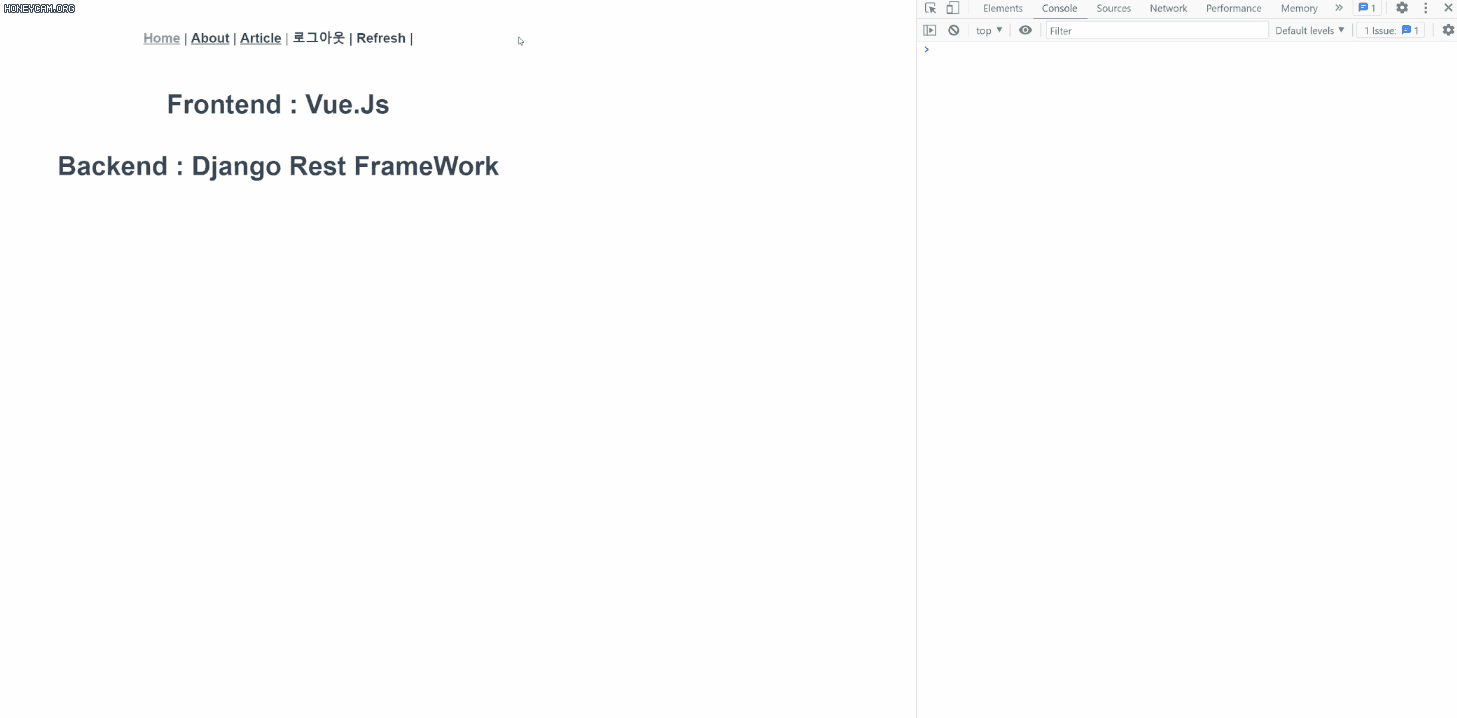 HONEYCAM.ORG
Home | About | Article | 로그아웃 | Refresh |
Frontend : Vue.Js
Backend : Django Rest FrameWork
Elements Console Sources Network Performance Memory » 1
top ▼ Filter Default levels ▼ 1 Issue: 1
>